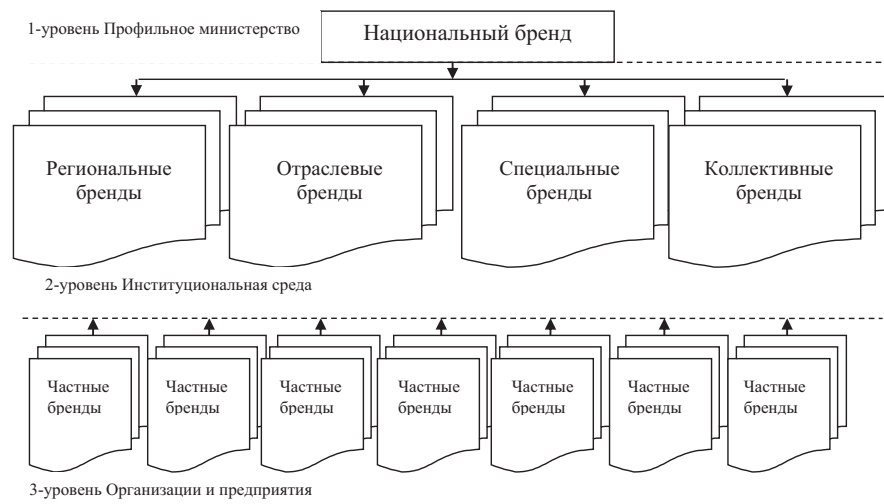 1-уровень Профильное министерство
Национальный бренд
Региональные
бренды
Отраслевые
бренды
Специальные
бренды
Коллективные
бренды
2-уровень Институциональная среда
Частные
бренды
Частные
бренды
Частные
бренды
Частные
бренды
Частные
бренды
Частные
бренды
Частные
бренды
3-уровень Организации и предприятия